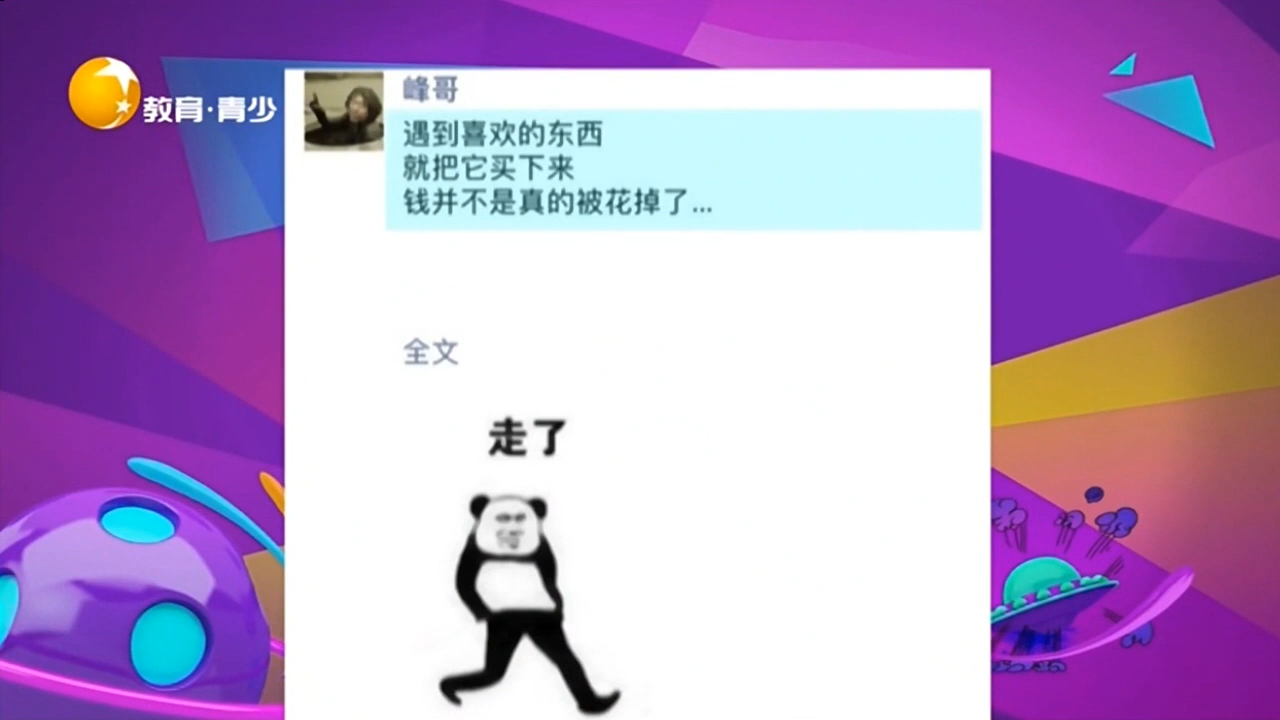 教育·青少
峰哥
遇到喜欢的东西
就把它买下来
钱并不是真的被花掉了...
全文
走了